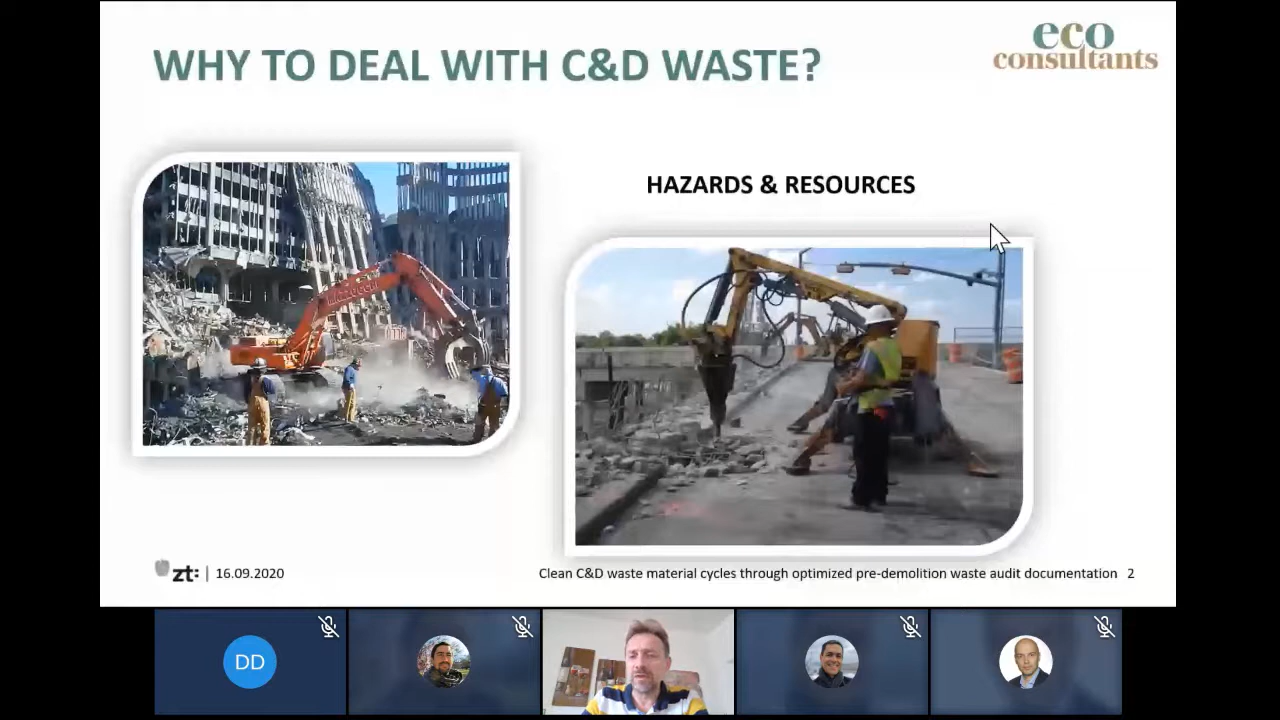 WHY TO DEAL WITH C&D WASTE?
eco
consultants
HAZARDS & RESOURCES
zt: | 16.09.2020
Clean C&D waste material cycles through optimized pre-demolition waste audit documentation 2
DD